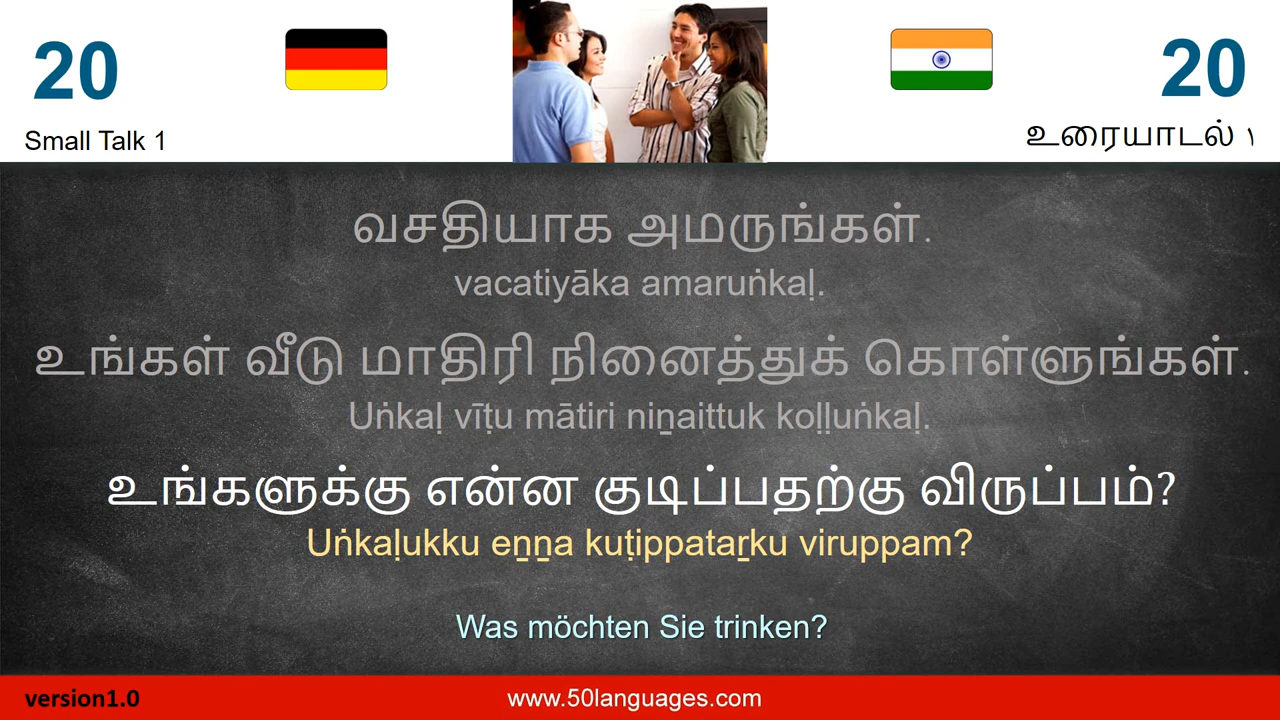 20
20
Small Talk 1
உரையாடல் १
வசதியாக அமருங்கள்.
vacatiyāka amaruṅkaḷ.
உங்கள் வீடு மாதிரி நினைத்துக் கொள்ளுங்கள்.
Uṅkaḷ vīṭu mātiri niṉaittuk koḷḷuṅkaḷ.
உங்களுக்கு என்ன குடிப்பதற்கு விருப்பம்?
Uṅkaḷukku eṉṉa kuṭippataṟku viruppam?
Was möchten Sie trinken?
version1.0
www.50languages.com